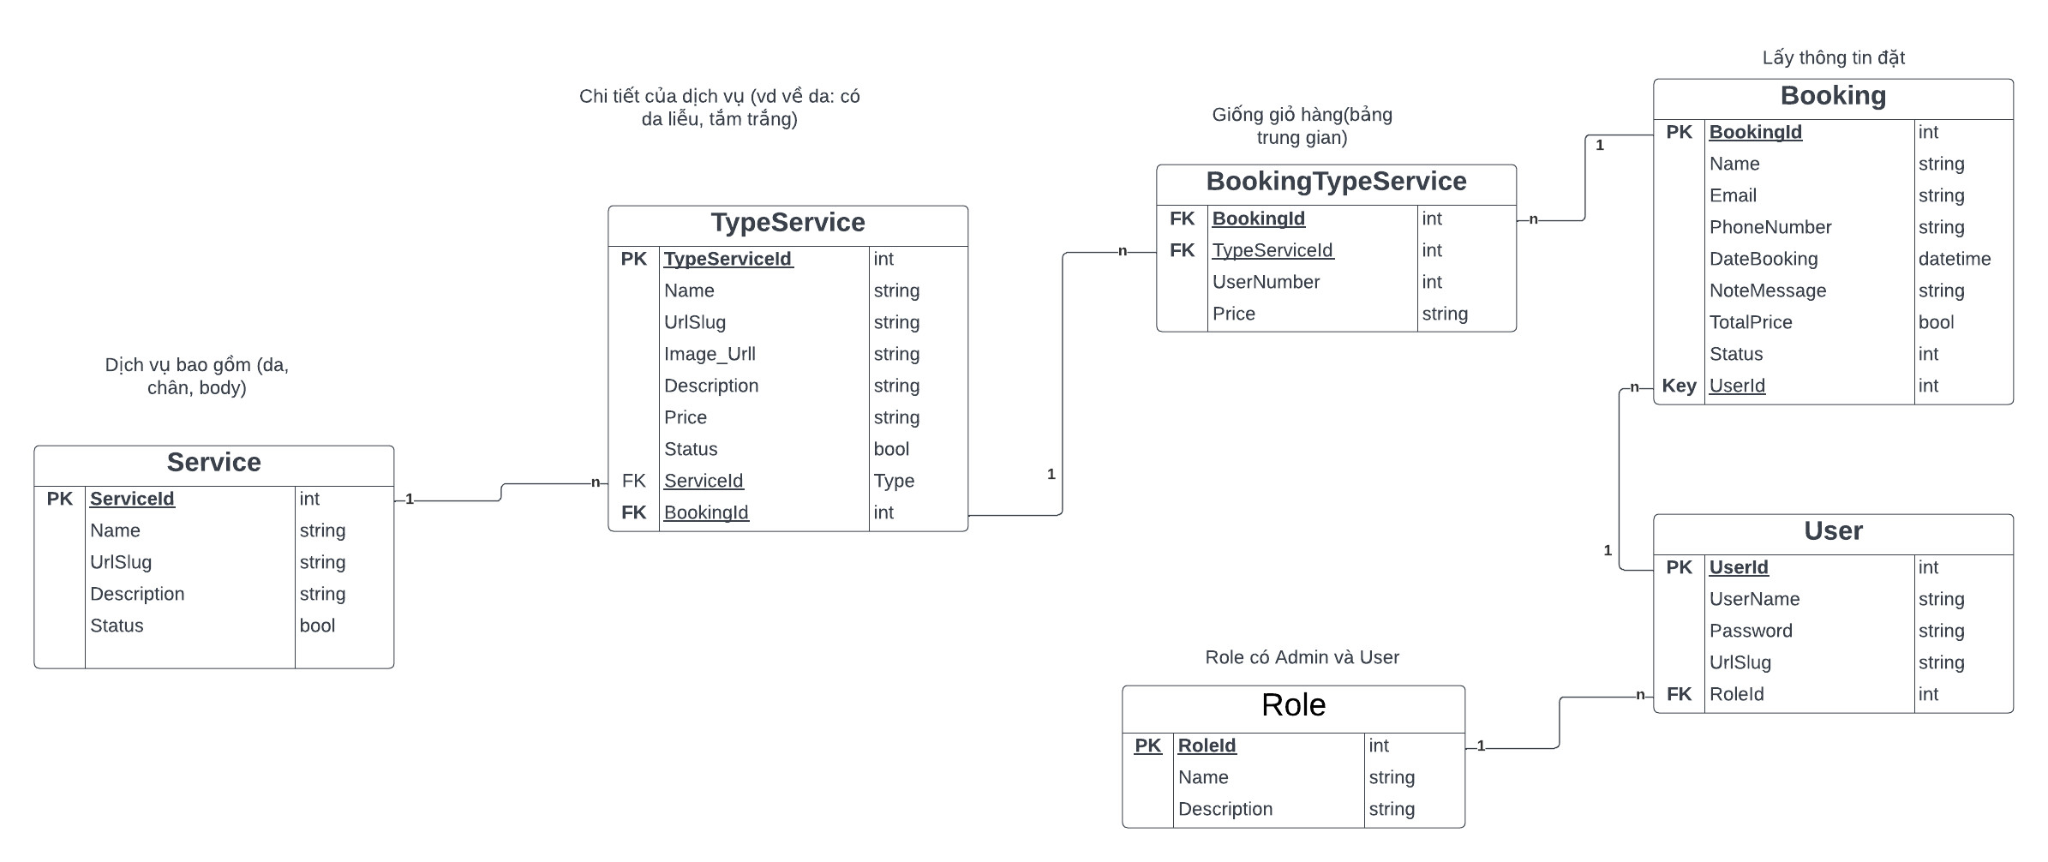 Dịch vụ bao gồm (da,
chân, body)
Service
PK ServiceId int
Name string
UrlSlug string
Description string
Status bool
1
n
Chi tiết của dịch vụ (vd về da: có
da liễu, tắm trắng)
TypeService
PK TypeServiceId int
Name string
UrlSlug string
Image_Urll string
Description string
Price string
Status bool
FK ServiceId Type
FK BookingId int
1
n
Giống giỏ hàng(bảng
trung gian)
BookingTypeService
FK BookingId int
FK TypeServiceId int
UserNumber int
Price string
n
1
Lấy thông tin đặt
Booking
PK BookingId int
Name string
Email string
PhoneNumber string
DateBooking datetime
NoteMessage string
TotalPrice bool
Status int
Key UserId int
n
1
User
PK UserId int
UserName string
Password string
UrlSlug string
FK RoleId int
n
1
Role có Admin và User
Role
PK RoleId int
Name string
Description string